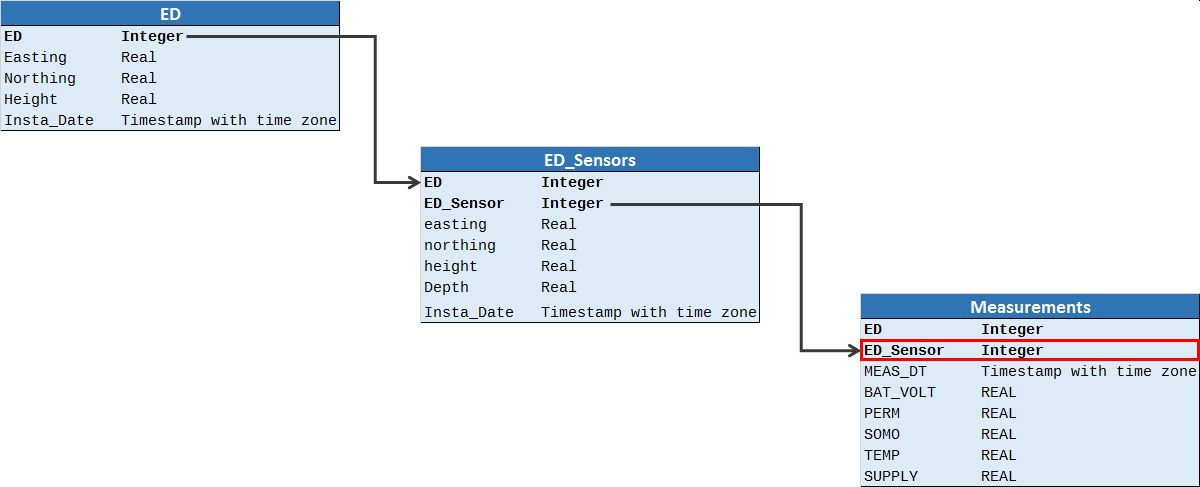 ED
ED Integer
Easting Real
Northing Real
Height Real
Insta_Date Timestamp with time zone
ED_Sensors
ED Integer
ED_Sensor Integer
easting Real
northing Real
height Real
Depth Real
Insta_Date Timestamp with time zone
Measurements
ED Integer
ED_Sensor Integer
MEAS_DT Timestamp with time zone
BAT_VOLT REAL
PERM REAL
SOMO REAL
TEMP REAL
SUPPLY REAL